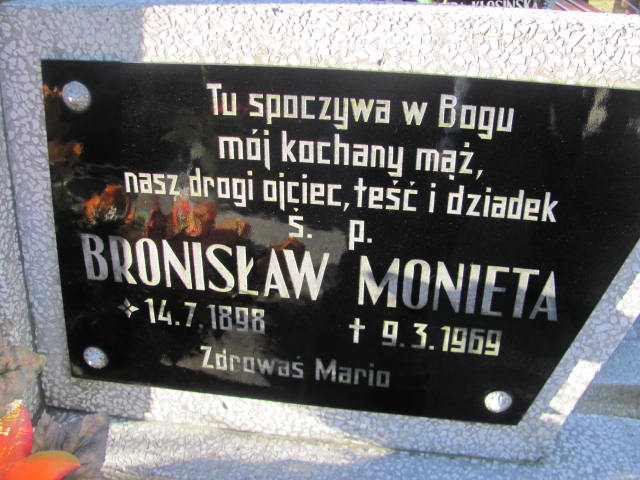 KŁOSIŃSKA
Tu spoczywa w Bogu
mój kochany mąż,
nasz drogi ojciec, teść i dziadek
ś. p.
BRONISŁAW MONIETA
14.7.1898 † 9.3.1969
Zdrowaś Mario